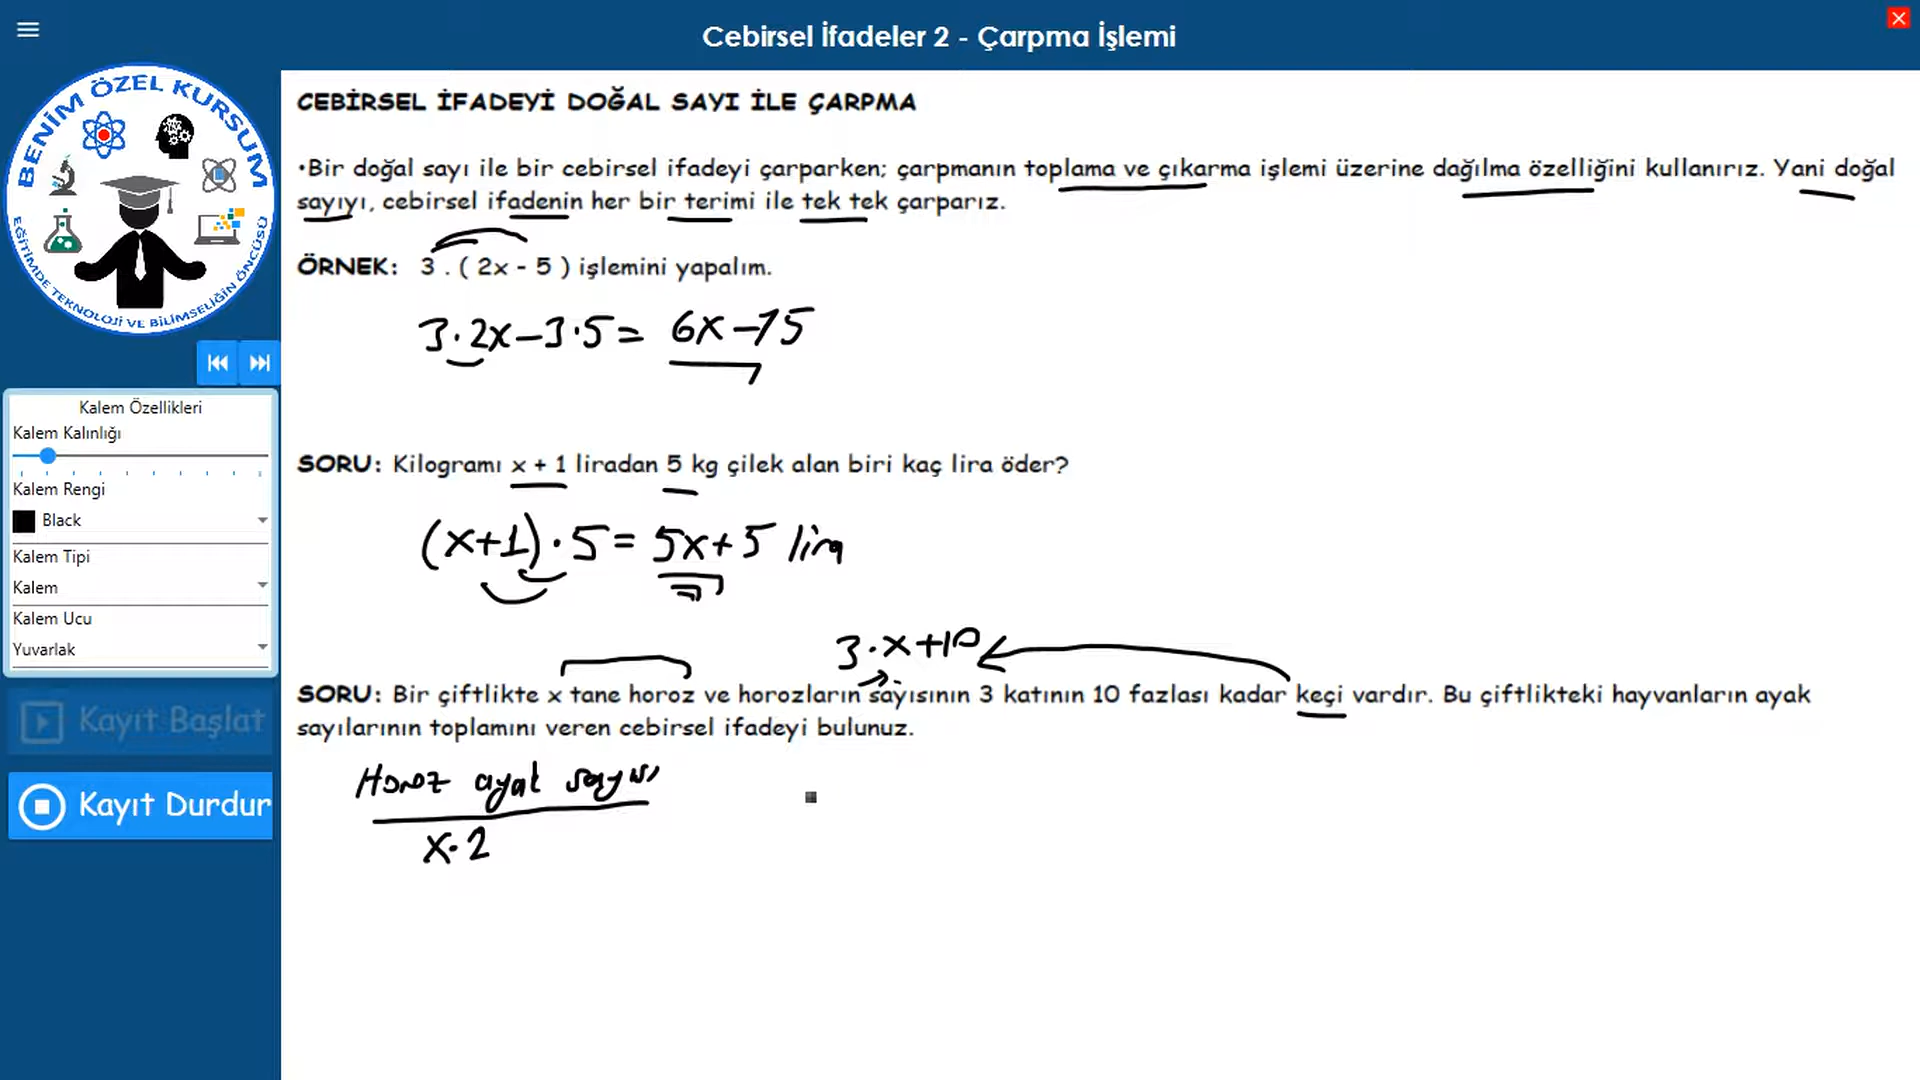 Cebirsel İfadeler 2 - Çarpma İşlemi
BENİM ÖZEL KURSUM
EĞİTİMDE TEKNOLOJİ VE BİLİMSELİĞİN ÖNCÜSÜ
Kalem Özellikleri
Kalem Kalınlığı
Kalem Rengi
Black
Kalem Tipi
Kalem
Kalem Ucu
Yuvarlak
Kayıt Başlat
Kayıt Durdur
CEBİRSEL İFADEYİ DOĞAL SAYI İLE ÇARPMA
•Bir doğal sayı ile bir cebirsel ifadeyi çarparken; çarpmanın toplama ve çıkarma işlemi üzerine dağılma özelliğini kullanırız. Yani doğal
sayıyı, cebirsel ifadenin her bir terimi ile tek tek çarparız.
ÖRNEK: 3 . ( 2x - 5 ) işlemini yapalım.
3·2x-3·5= 6x-15
SORU: Kilogramı x + 1 liradan 5 kg çilek alan biri kaç lira öder?
(x+1)·5= 5x+5 lira
3·x+10
SORU: Bir çiftlikte x tane horoz ve horozların sayısının 3 katının 10 fazlası kadar keçi vardır. Bu çiftlikteki hayvanların ayak
sayılarının toplamını veren cebirsel ifadeyi bulunuz.
Horoz ayak sayısı
x·2